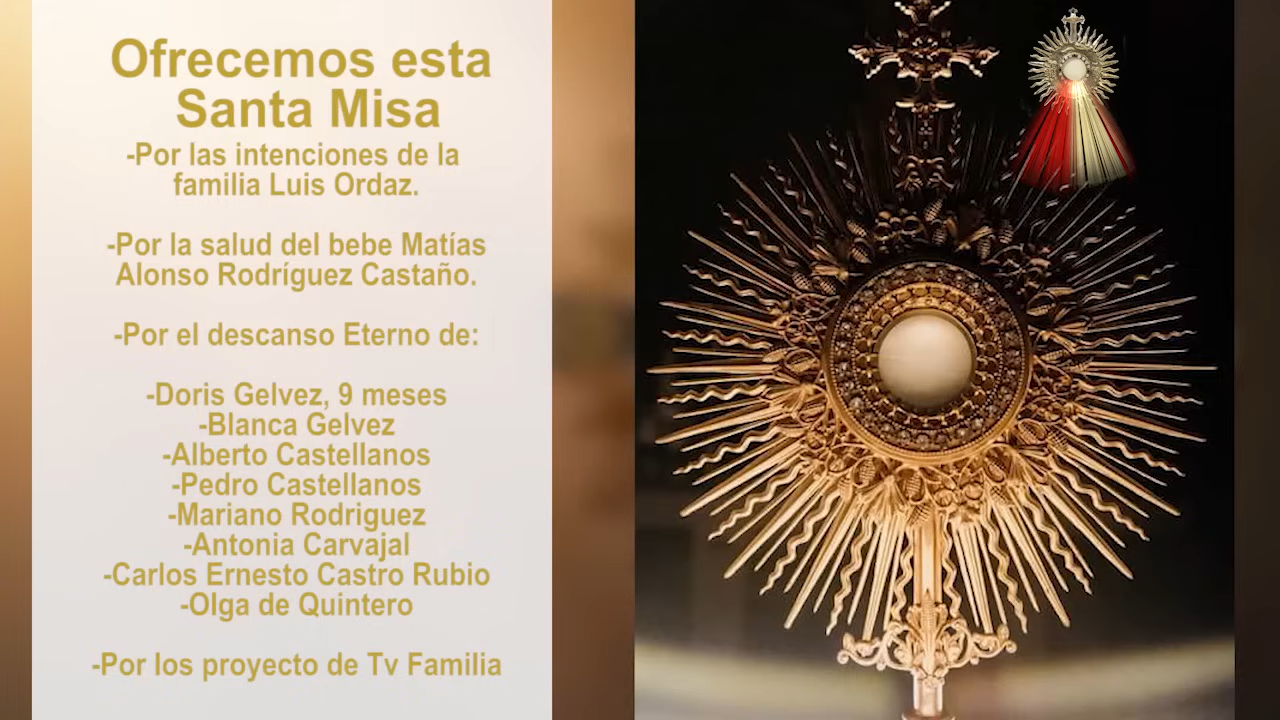 Ofrecemos esta
Santa Misa
-Por las intenciones de la
familia Luis Ordaz.
-Por la salud del bebe Matías
Alonso Rodríguez Castaño.
-Por el descanso Eterno de:
-Doris Gelvez, 9 meses
-Blanca Gelvez
-Alberto Castellanos
-Pedro Castellanos
-Mariano Rodriguez
-Antonia Carvajal
-Carlos Ernesto Castro Rubio
-Olga de Quintero
-Por los proyecto de Tv Familia